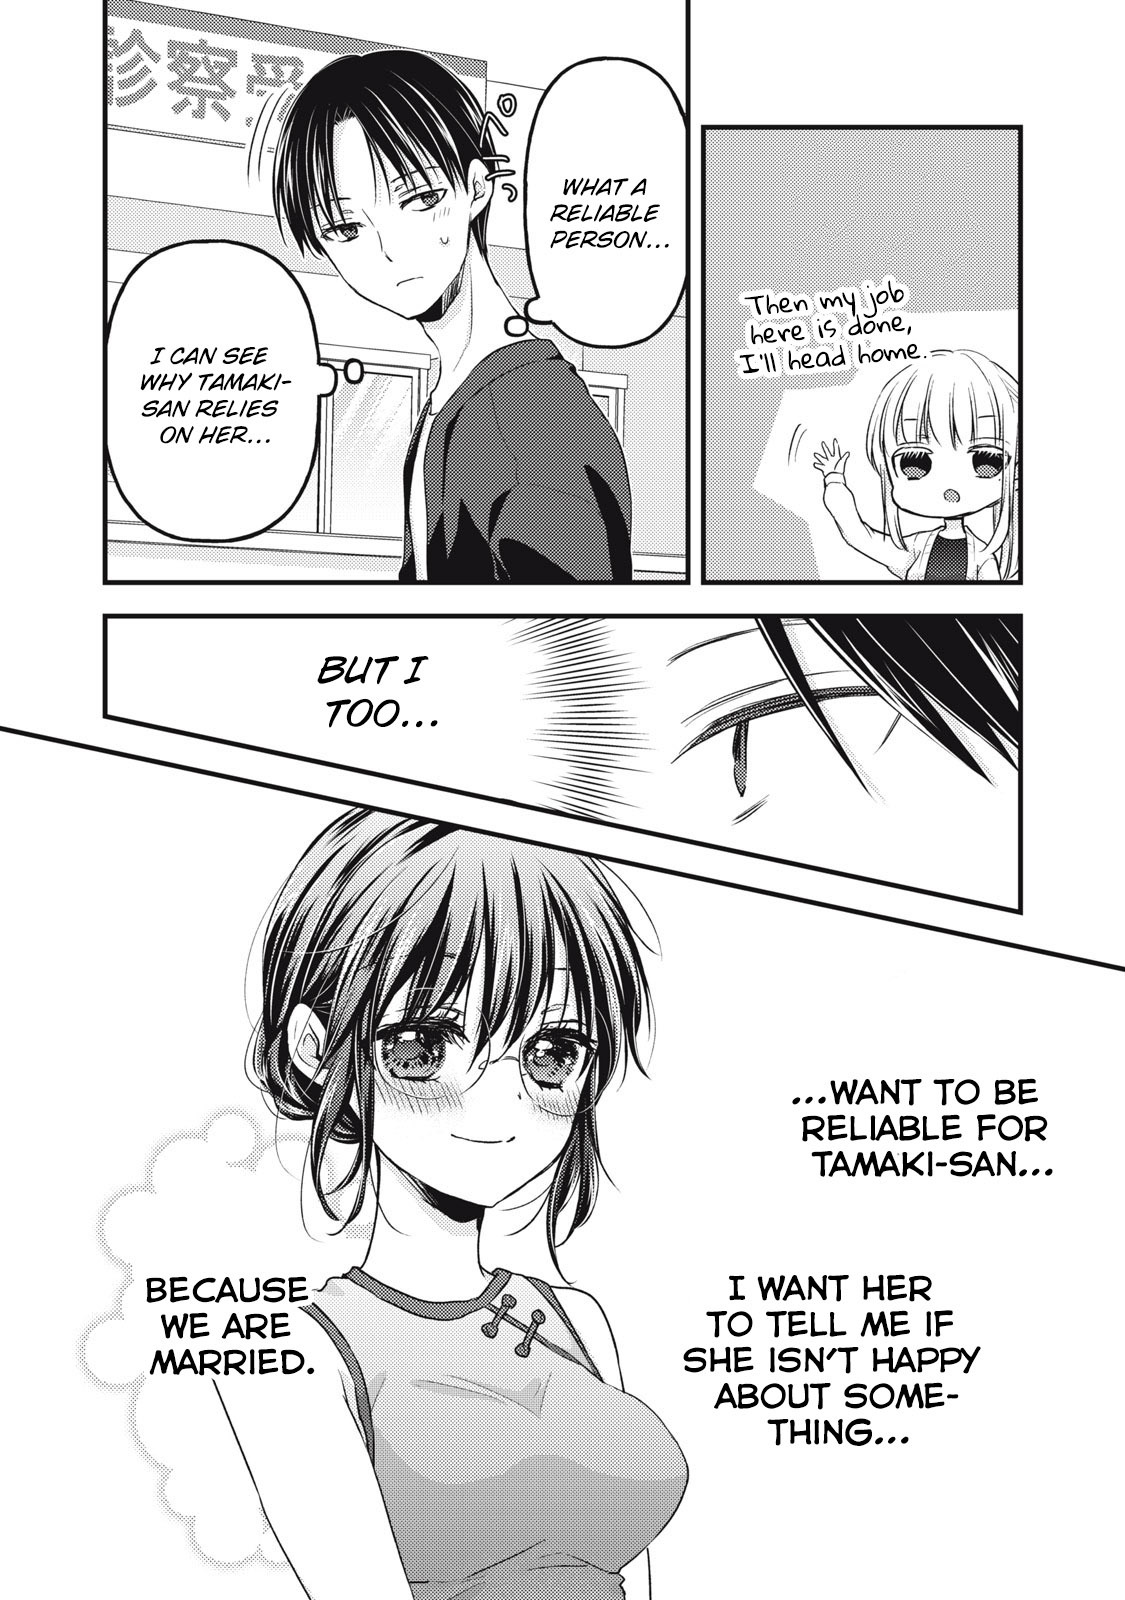 Then my job
here is done,
I'll head home.
診察受
WHAT A
RELIABLE
PERSON...
I CAN SEE
WHY TAMAKI-
SAN RELIES
ON HER...
BUT I
TOO...
...WANT TO BE
RELIABLE FOR
TAMAKI-SAN...
I WANT HER
TO TELL ME IF
SHE ISN'T HAPPY
ABOUT SOME-
THING...
BECAUSE
WE ARE
MARRIED.